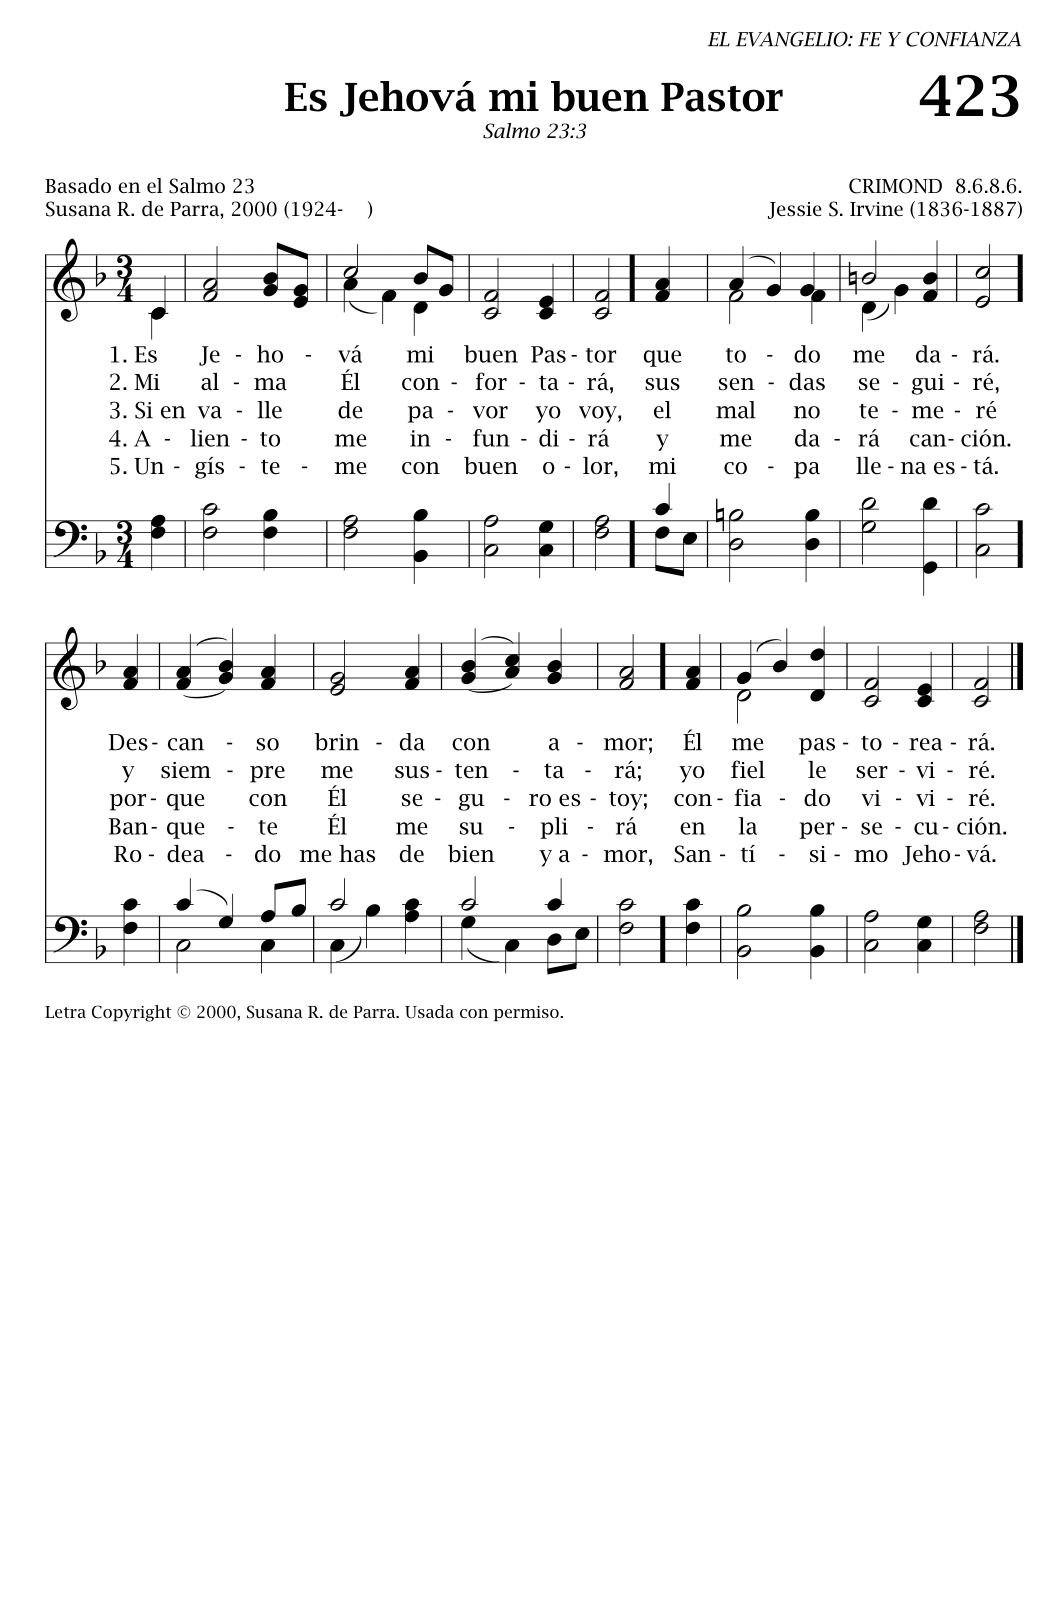 EL EVANGELIO: FE Y CONFIANZA
Es Jehová mi buen Pastor 423
Salmo 23:3
Basado en el Salmo 23 CRIMOND 8.6.8.6.
Susana R. de Parra, 2000 (1924- ) Jessie S. Irvine (1836-1887)
3 4
1. Es Je - ho - vá mi buen Pas - tor que to - do me da - rá.
2. Mi al - ma Él con - for - ta - rá, sus sen - das se - gui - ré,
3. Si en va - lle de pa - vor yo voy, el mal no te - me - ré
4. A - lien - to me in - fun - di - rá y me da - rá can - ción.
5. Un - gís - te - me con buen o - lor, mi co - pa lle - na es - tá.
3 4
Des - can - so brin - da con a - mor; Él me pas - to - rea - rá.
y siem - pre me sus - ten - ta - rá; yo fiel le ser - vi - ré.
por - que con Él se - gu - ro es - toy; con - fia - do vi - vi - ré.
Ban - que - te Él me su - pli - rá en la per - se - cu - ción.
Ro - dea - do me has de bien y a - mor, San - tí - si - mo Jeho - vá.
Letra Copyright © 2000, Susana R. de Parra. Usada con permiso.